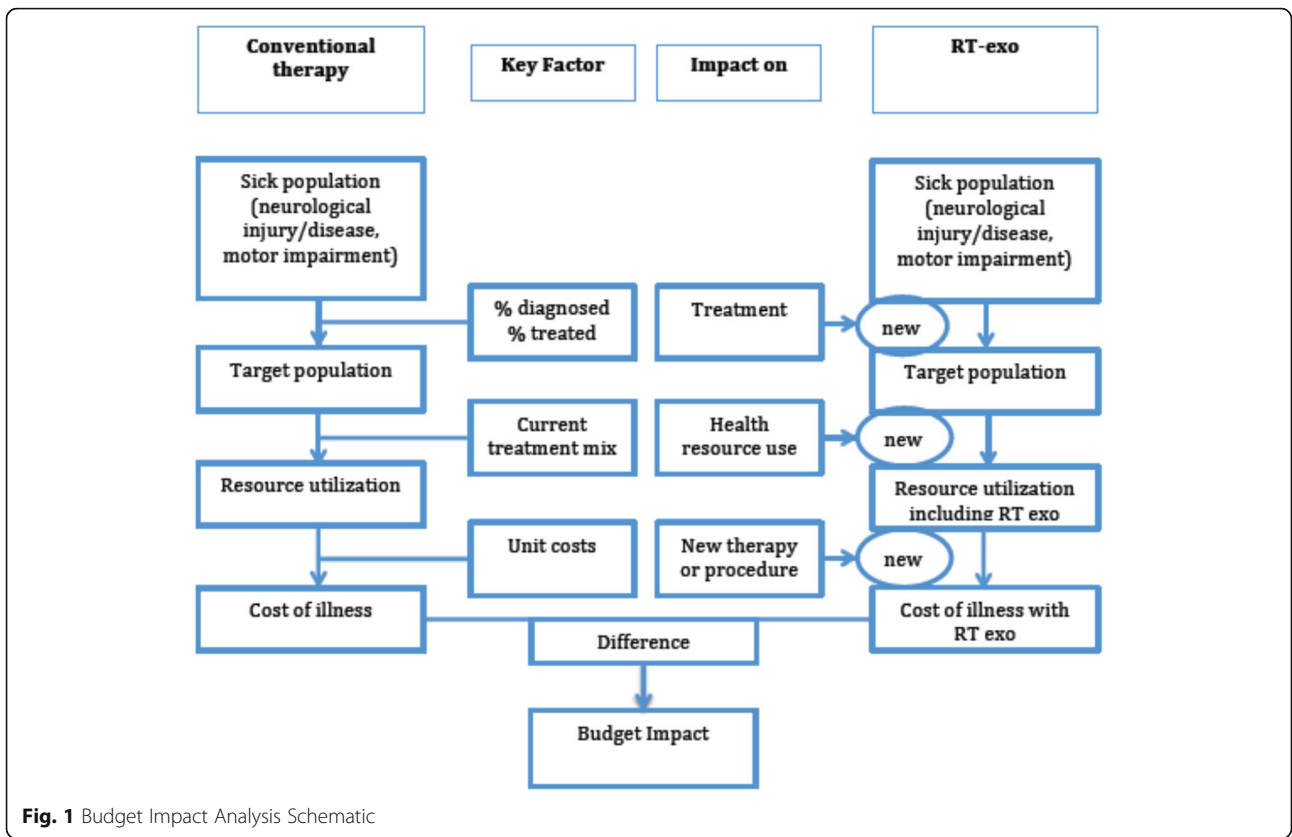 Conventional
therapy
Key Factor
Impact on
RT-exo
Sick population
(neurological
injury/disease,
motor impairment)
Sick population
(neurological
injury/disease,
motor impairment)
% diagnosed
% treated
Treatment
new
Target population
Target population
Current
treatment mix
Health
resource use
new
Resource utilization
Resource utilization
including RT exo
Unit costs
New therapy
or procedure
new
Cost of illness
Cost of illness with
RT exo
Difference
Budget Impact
Fig. 1 Budget Impact Analysis Schematic